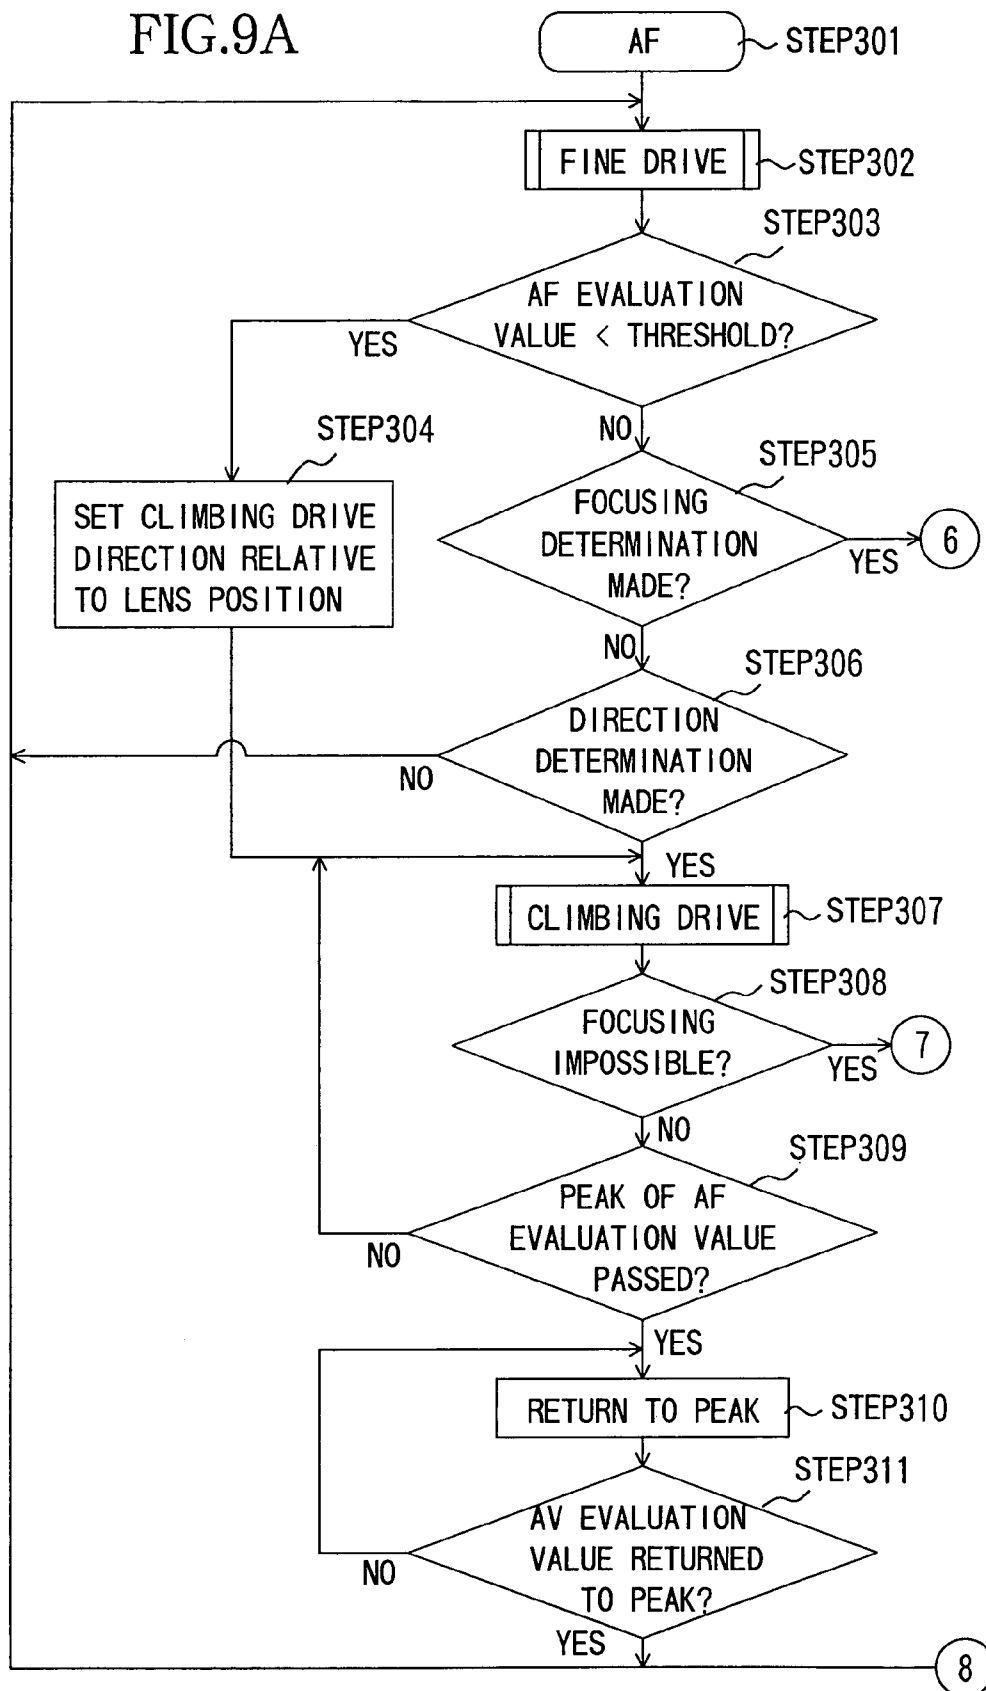 FIG.9A
AF
STEP301
FINE DRIVE
STEP302
STEP303
AF EVALUATION
VALUE < THRESHOLD?
YES
NO
STEP304
SET CLIMBING DRIVE
DIRECTION RELATIVE
TO LENS POSITION
STEP305
FOCUSING
DETERMINATION
MADE?
YES
6
NO
STEP306
DIRECTION
DETERMINATION
MADE?
NO
YES
CLIMBING DRIVE
STEP307
STEP308
FOCUSING
IMPOSSIBLE?
YES
7
NO
STEP309
PEAK OF AF
EVALUATION VALUE
PASSED?
NO
YES
RETURN TO PEAK
STEP310
STEP311
AV EVALUATION
VALUE RETURNED
TO PEAK?
NO
YES
8